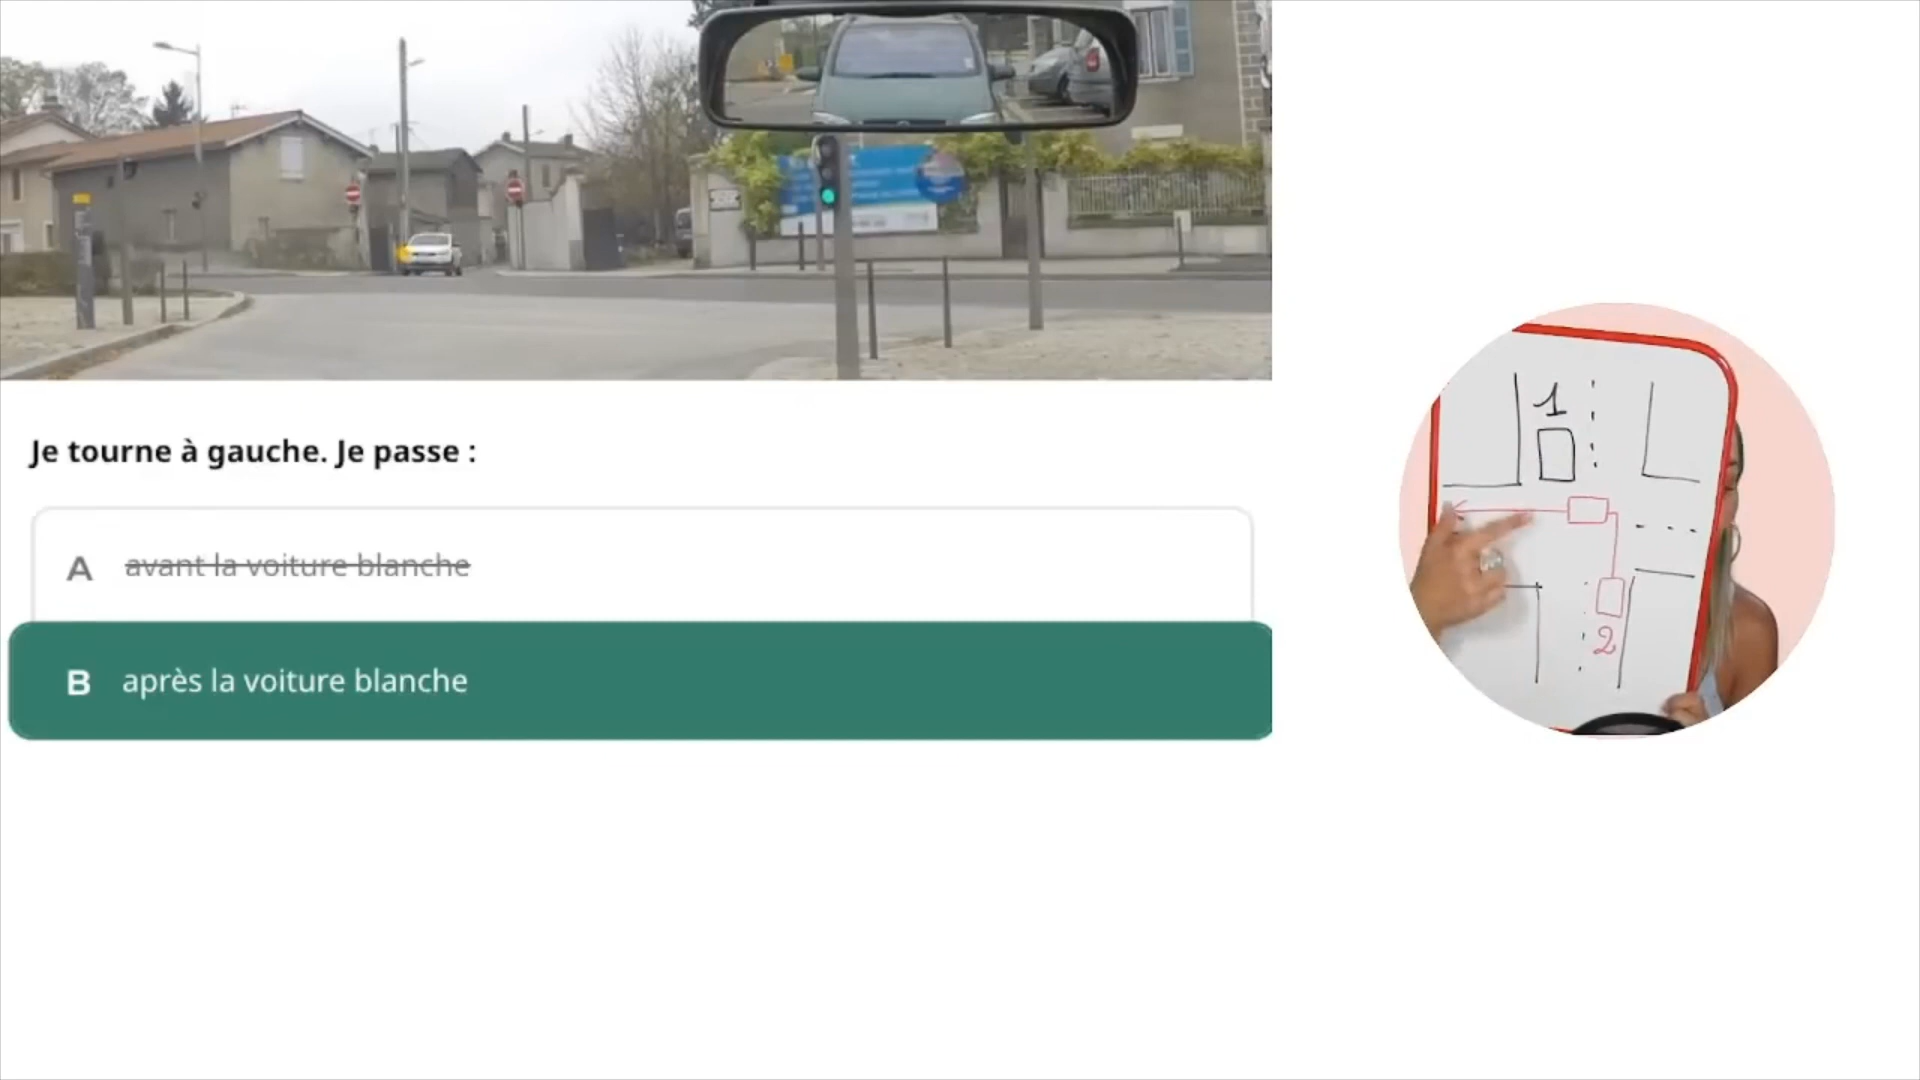 Je tourne à gauche. Je passe :
A avant la voiture blanche
B après la voiture blanche
1
2